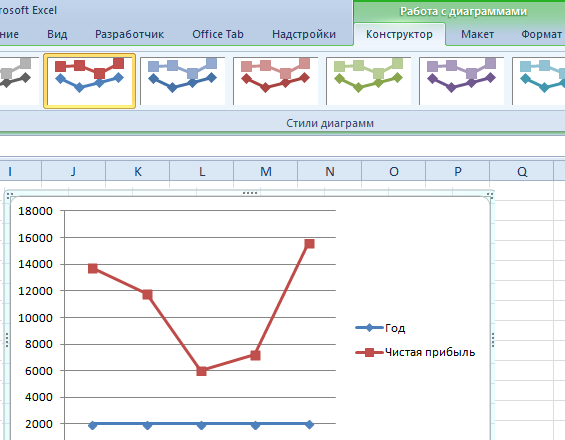 rosoft Excel
Работа с диаграммами
ние Вид Разработчик Office Tab Надстройки Конструктор Макет Формат
Стили диаграмм
I J K L M N O P Q
18000
16000
14000
12000
10000
8000
6000
4000
2000
Год
Чистая прибыль